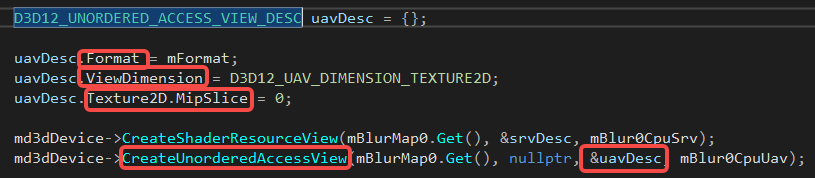 D3D12_UNORDERED_ACCESS_VIEW_DESC uavDesc = {};
uavDesc.Format = mFormat;
uavDesc.ViewDimension = D3D12_UAV_DIMENSION_TEXTURE2D;
uavDesc.Texture2D.MipSlice = 0;
md3dDevice->CreateShaderResourceView(mBlurMap0.Get(), &srvDesc, mBlur0CpuSrv);
md3dDevice->CreateUnorderedAccessView(mBlurMap0.Get(), nullptr, &uavDesc, mBlur0CpuUav);